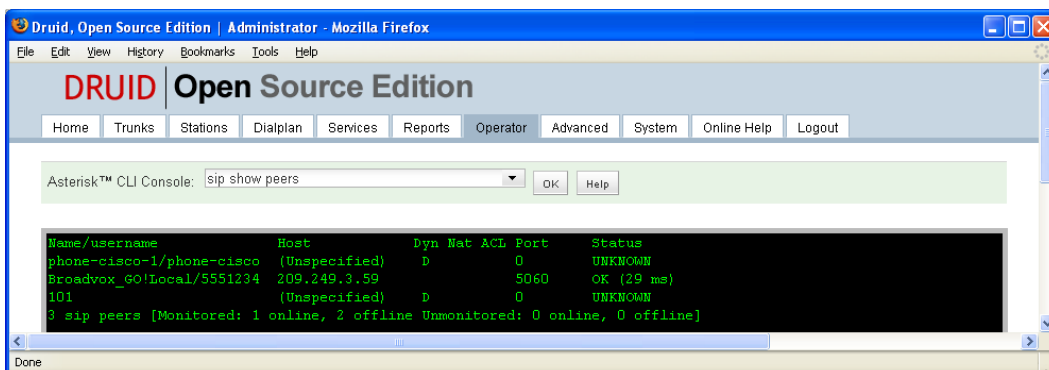 Druid, Open Source Edition | Administrator - Mozilla Firefox
File Edit View History Bookmarks Tools Help
DRUID Open Source Edition
Home Trunks Stations Dialplan Services Reports Operator Advanced System Online Help Logout
Asterisk™ CLI Console: sip show peers OK Help
Name/username Host Dyn Nat ACL Port Status
phone-cisco-1/phone-cisco (Unspecified) D 0 UNKNOWN
Broadvox_GO!Local/5551234 209.249.3.59 5060 OK (29 ms)
101 (Unspecified) D 0 UNKNOWN
3 sip peers [Monitored: 1 online, 2 offline Unmonitored: 0 online, 0 offline]
Done